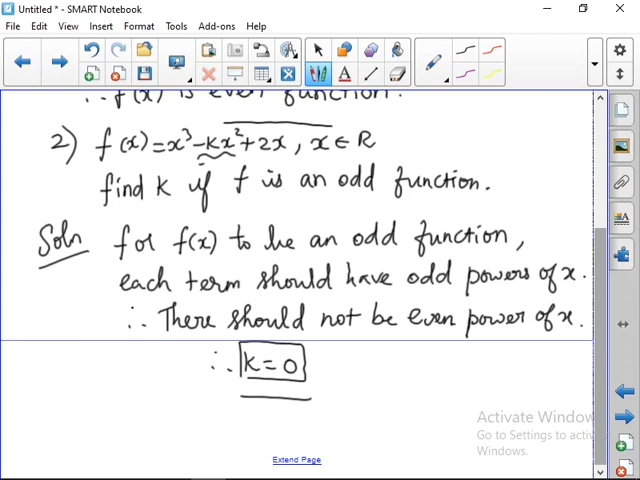 Untitled * - SMART Notebook
File Edit View Insert Format Tools Add-ons Help
∴ f(x) is even function.
2) f(x) = x³ - kx² + 2x, x ∈ R
find k if f is an odd function.
Soln for f(x) to be an odd function,
each term should have odd powers of x.
∴ There should not be even power of x.
∴ k = 0
Activate Window
Go to Settings to acti
Windows.
Extend Page